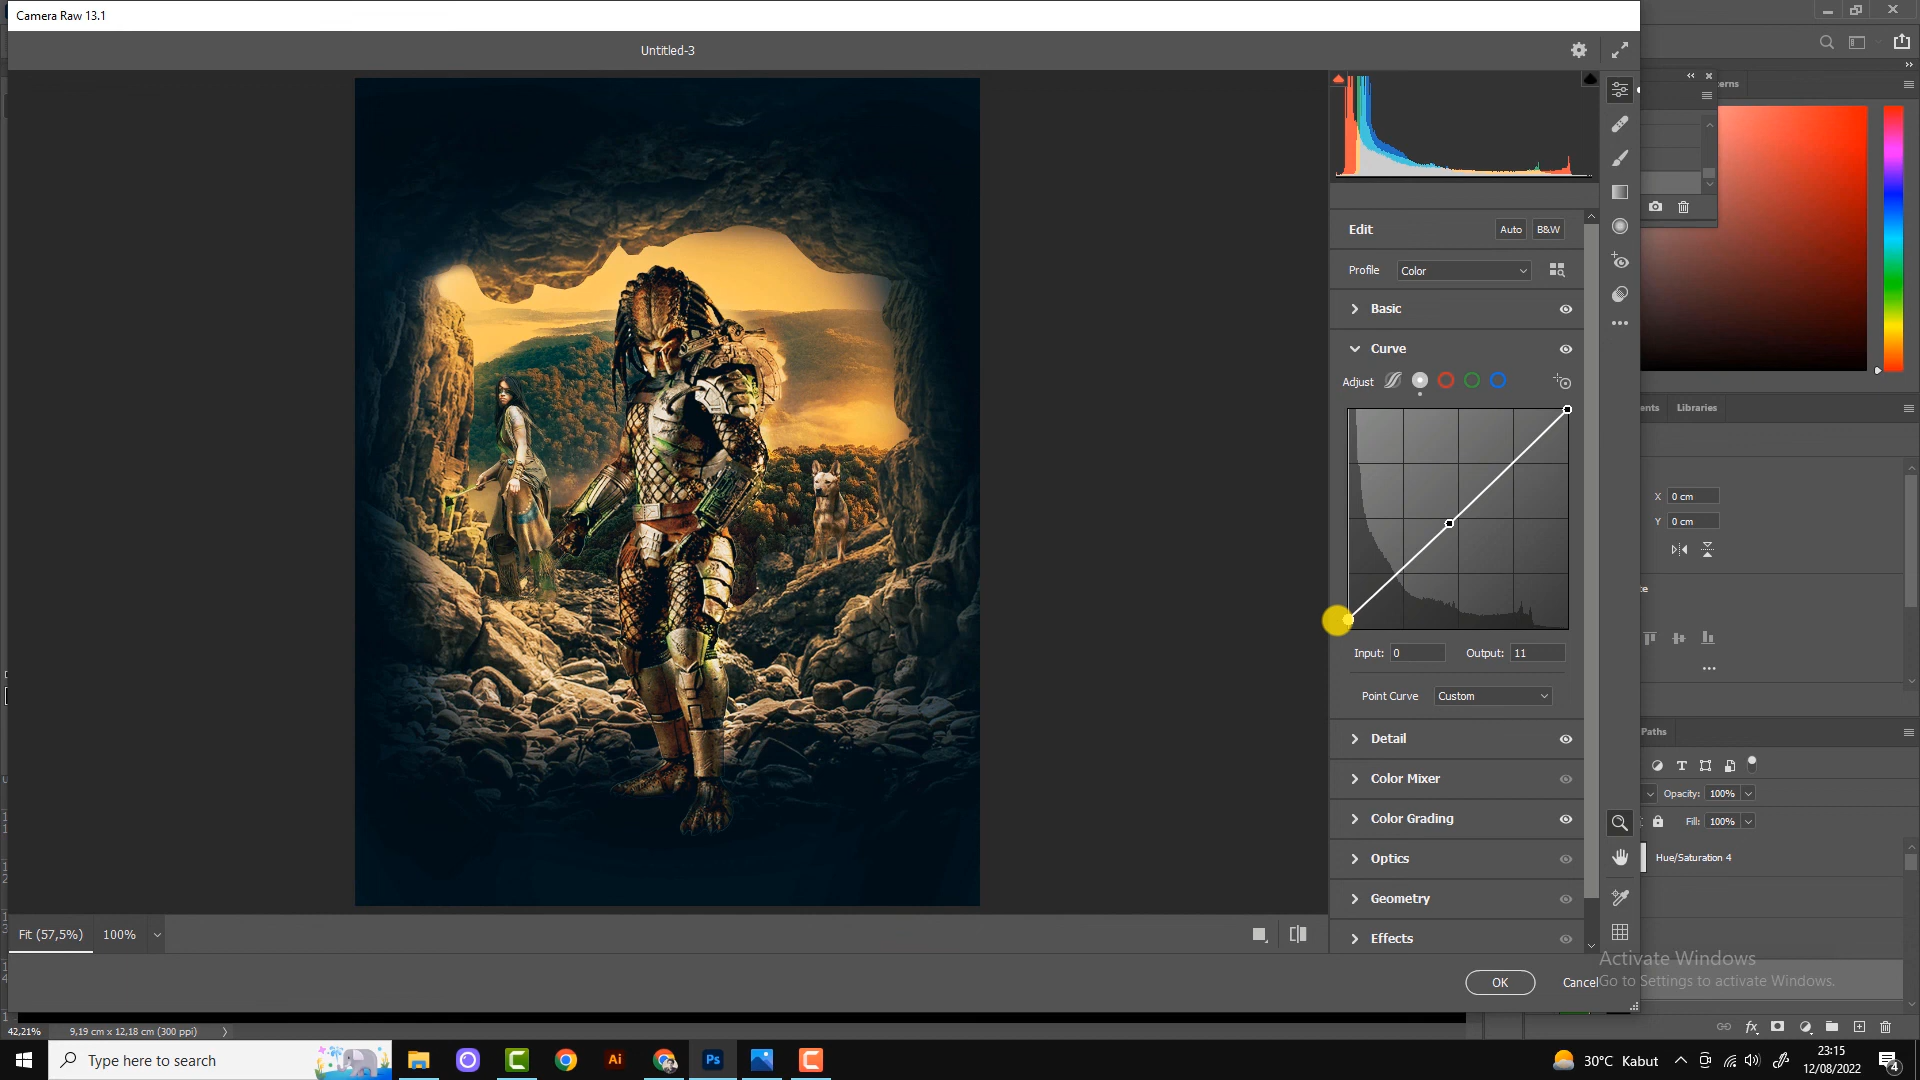 Camera Raw 13.1
Untitled-3
Edit
Auto
B&W
Profile
Color
Basic
Curve
Adjust
Input:
0
Output:
11
Point Curve
Custom
Detail
Color Mixer
Color Grading
Optics
Geometry
Effects
Fit (57,5%)
100%
OK
Cancel
Libraries
X
0 cm
Y
0 cm
Paths
Opacity:
100%
Fill:
100%
Hue/Saturation 4
Activate Windows
Go to Settings to activate Windows.
42,21%
9,19 cm x 12,18 cm (300 ppi)
Type here to search
Ai
Ps
30°C Kabut
23:15
12/08/2022
4